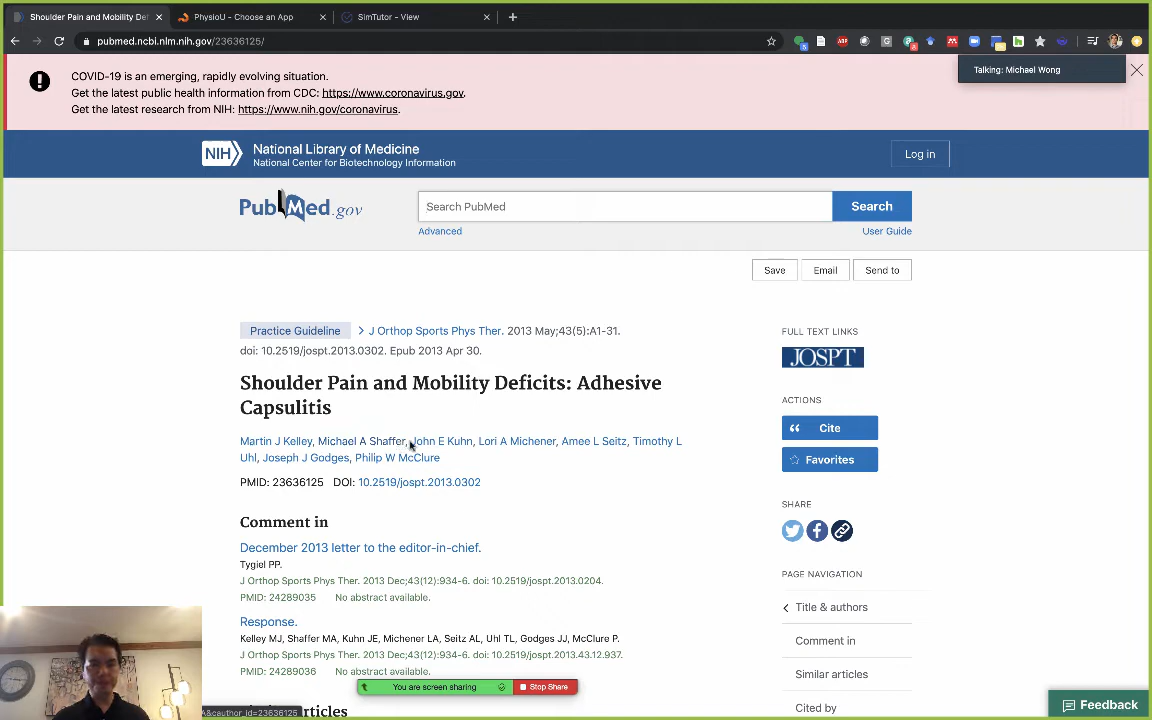 Shoulder Pain and Mobility Def
PhysioU - Choose an App
SimTutor - View
pubmed.ncbi.nlm.nih.gov/23636125/
Talking: Michael Wong
COVID-19 is an emerging, rapidly evolving situation.
Get the latest public health information from CDC: https://www.coronavirus.gov.
Get the latest research from NIH: https://www.nih.gov/coronavirus.
NIH National Library of Medicine
National Center for Biotechnology Information
Log in
PubMed.gov
Search PubMed
Search
Advanced
User Guide
Save
Email
Send to
Practice Guideline
J Orthop Sports Phys Ther. 2013 May;43(5):A1-31.
doi: 10.2519/jospt.2013.0302. Epub 2013 Apr 30.
Shoulder Pain and Mobility Deficits: Adhesive
Capsulitis
Martin J Kelley, Michael A Shaffer, John E Kuhn, Lori A Michener, Amee L Seitz, Timothy L
Uhl, Joseph J Godges, Philip W McClure
PMID: 23636125 DOI: 10.2519/jospt.2013.0302
Comment in
December 2013 letter to the editor-in-chief.
Tygiel PP.
J Orthop Sports Phys Ther. 2013 Dec;43(12):934-6. doi: 10.2519/jospt.2013.0204.
PMID: 24289035 No abstract available.
Response.
Kelley MJ, Shaffer MA, Kuhn JE, Michener LA, Seitz AL, Uhl TL, Godges JJ, McClure P.
J Orthop Sports Phys Ther. 2013 Dec;43(12):934-6. doi: 10.2519/jospt.2013.43.12.937.
PMID: 24289036 No abstract available.
You are screen sharing
Stop Share
FULL TEXT LINKS
JOSPT
ACTIONS
Cite
Favorites
SHARE
PAGE NAVIGATION
Title & authors
Comment in
Similar articles
Cited by
Feedback